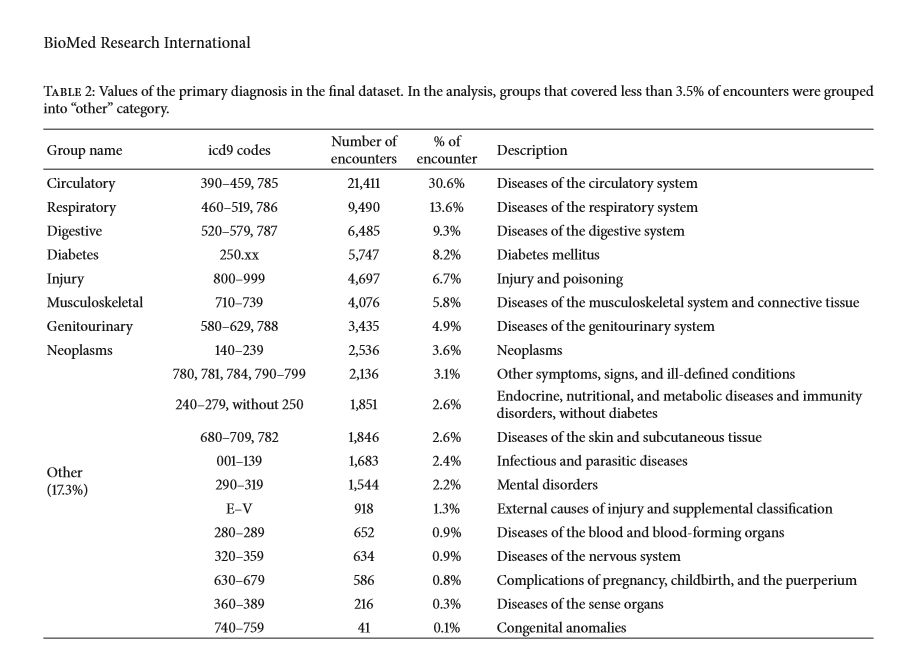 BioMed Research International
TABLE 2: Values of the primary diagnosis in the final dataset. In the analysis, groups that covered less than 3.5% of encounters were grouped
into “other” category.
Group name icd9 codes Number of encounters % of encounter Description
Circulatory 390–459, 785 21,411 30.6% Diseases of the circulatory system
Respiratory 460–519, 786 9,490 13.6% Diseases of the respiratory system
Digestive 520–579, 787 6,485 9.3% Diseases of the digestive system
Diabetes 250.xx 5,747 8.2% Diabetes mellitus
Injury 800–999 4,697 6.7% Injury and poisoning
Musculoskeletal 710–739 4,076 5.8% Diseases of the musculoskeletal system and connective tissue
Genitourinary 580–629, 788 3,435 4.9% Diseases of the genitourinary system
Neoplasms 140–239 2,536 3.6% Neoplasms
780, 781, 784, 790–799 2,136 3.1% Other symptoms, signs, and ill-defined conditions
240–279, without 250 1,851 2.6% Endocrine, nutritional, and metabolic diseases and immunity
disorders, without diabetes
680–709, 782 1,846 2.6% Diseases of the skin and subcutaneous tissue
001–139 1,683 2.4% Infectious and parasitic diseases
Other
(17.3%)
290–319 1,544 2.2% Mental disorders
E–V 918 1.3% External causes of injury and supplemental classification
280–289 652 0.9% Diseases of the blood and blood-forming organs
320–359 634 0.9% Diseases of the nervous system
630–679 586 0.8% Complications of pregnancy, childbirth, and the puerperium
360–389 216 0.3% Diseases of the sense organs
740–759 41 0.1% Congenital anomalies